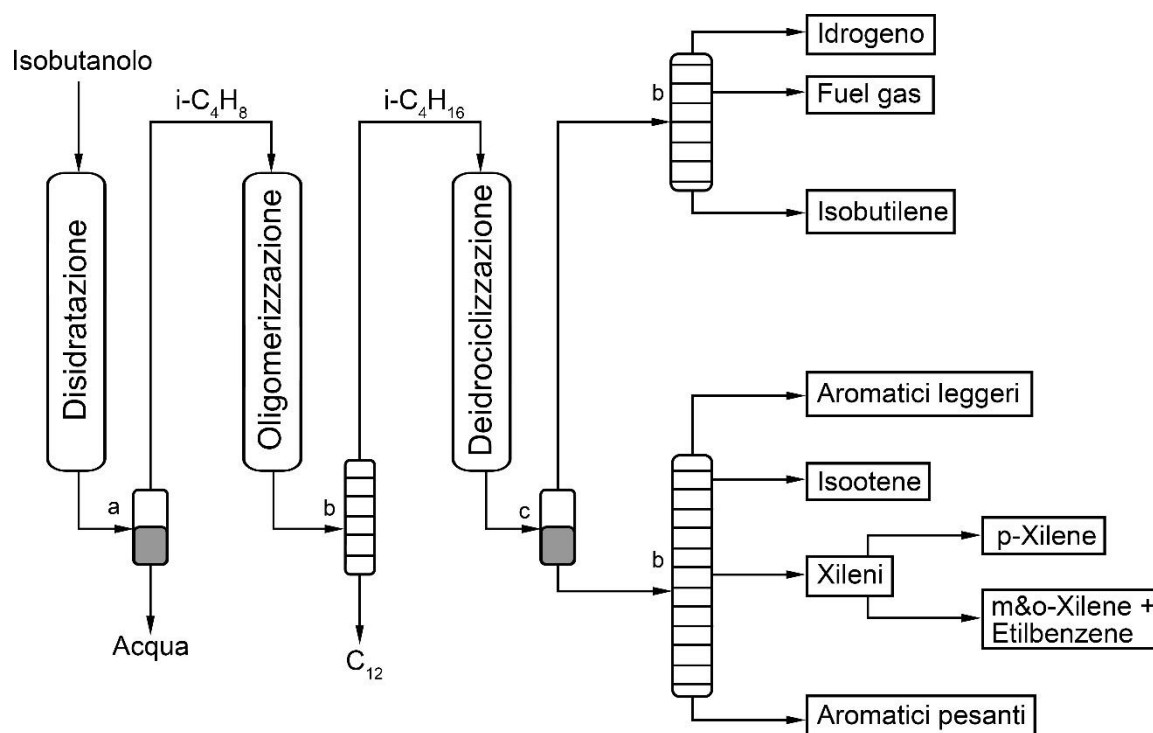 Isobutanolo
i-C₄H₈
i-C₄H₁₆
Disidratazione
Oligomerizzazione
Deidrociclizzazione
a
b
c
b
b
Acqua
C₁₂
Idrogeno
Fuel gas
Isobutilene
Aromatici leggeri
Isootene
Xileni
p-Xilene
m&o-Xilene +
Etilbenzene
Aromatici pesanti